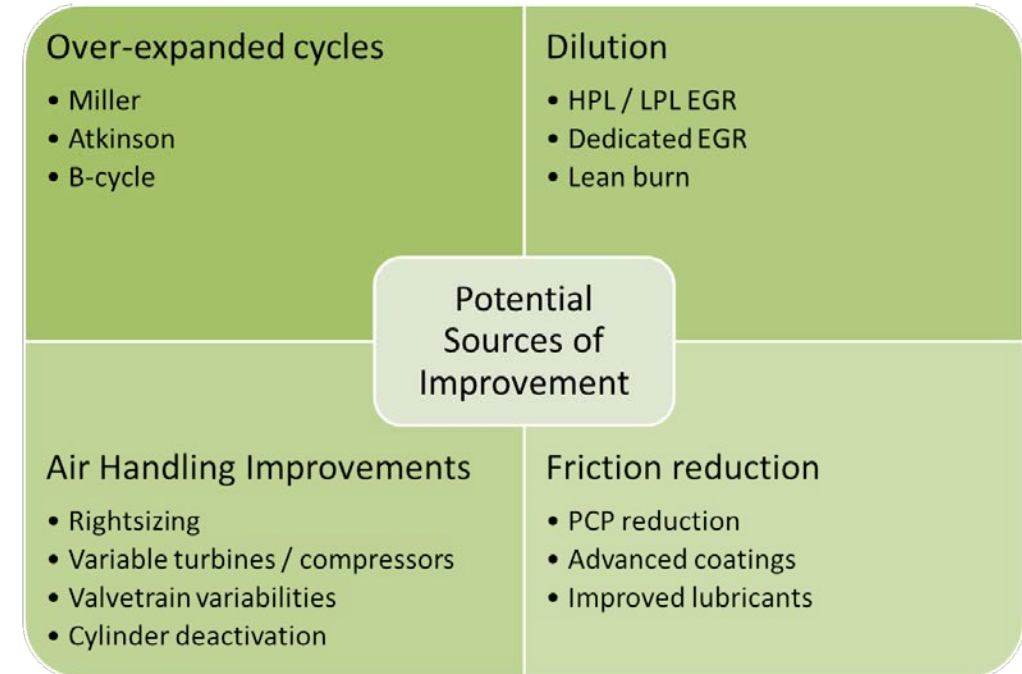 Over-expanded cycles
• Miller
• Atkinson
• B-cycle
Dilution
• HPL / LPL EGR
• Dedicated EGR
• Lean burn
Potential
Sources of
Improvement
Air Handling Improvements
• Rightsizing
• Variable turbines / compressors
• Valvetrain variabilities
• Cylinder deactivation
Friction reduction
• PCP reduction
• Advanced coatings
• Improved lubricants